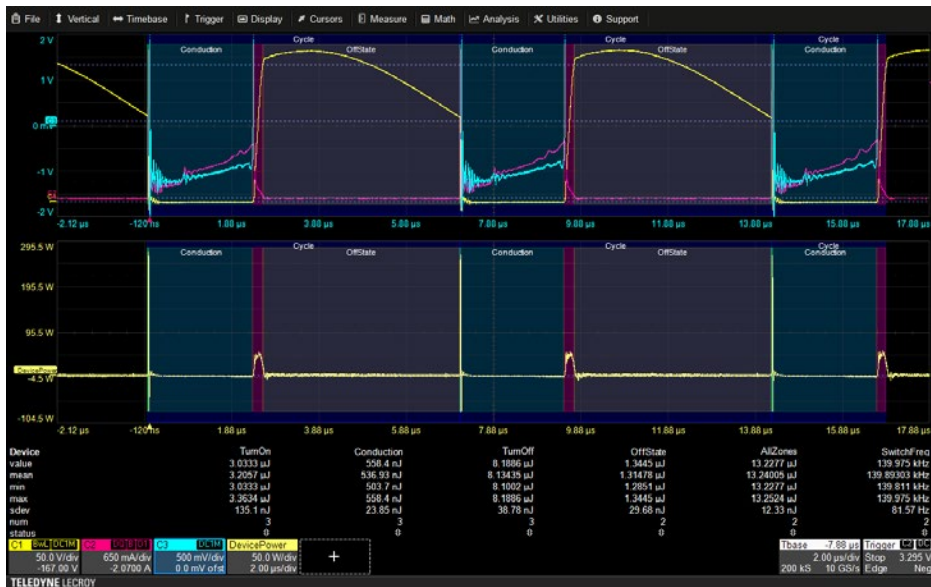 File Vertical Timebase Trigger Display Cursors Measure Math Analysis Utilities Support
2 V Cycle Cycle Cycle
Conduction OffState Conduction OffState Conduction
1 V
C3
0 mV
-1 V
-2 V
-2.12 µs -120 ns 1.88 µs 3.88 µs 5.88 µs 7.88 µs 9.88 µs 11.88 µs 13.88 µs 15.88 µs 17.88 µs
295.5 W Cycle Cycle Cycle
Conduction OffState Conduction OffState Conduction
195.5 W
95.5 W
DevicePower
-4.5 W
-104.5 W
-2.12 µs -120 ns 1.88 µs 3.88 µs 5.88 µs 7.88 µs 9.88 µs 11.88 µs 13.88 µs 15.88 µs 17.88 µs
Device TurnOn Conduction TurnOff OffState AllZones SwitchFreq
value 3.0333 µJ 558.4 nJ 8.1886 µJ 1.3445 µJ 13.2277 µJ 139.975 kHz
mean 3.2057 µJ 536.93 nJ 8.13435 µJ 1.31478 µJ 13.24005 µJ 139.89303 kHz
min 3.0333 µJ 503.7 nJ 8.1002 µJ 1.2851 µJ 13.2277 µJ 139.811 kHz
max 3.3634 µJ 558.4 nJ 8.1886 µJ 1.3445 µJ 13.2524 µJ 139.975 kHz
sdev 135.1 nJ 23.85 nJ 38.78 nJ 29.68 nJ 12.33 nJ 81.57 Hz
num 3 3 3 2 2 2
status
C1 BwL DC1M C2 C3 DC1M DevicePower Tbase -7.88 µs Trigger C2 DC
50.0 V/div 650 mA/div 500 mV/div 50.0 W/div + 2.00 µs/div Stop 3.295 V
-167.00 V -2.0700 A 0.0 mV ofst 2.00 µs/div 200 kS 10 GS/s Edge Neg
TELEDYNE LECROY